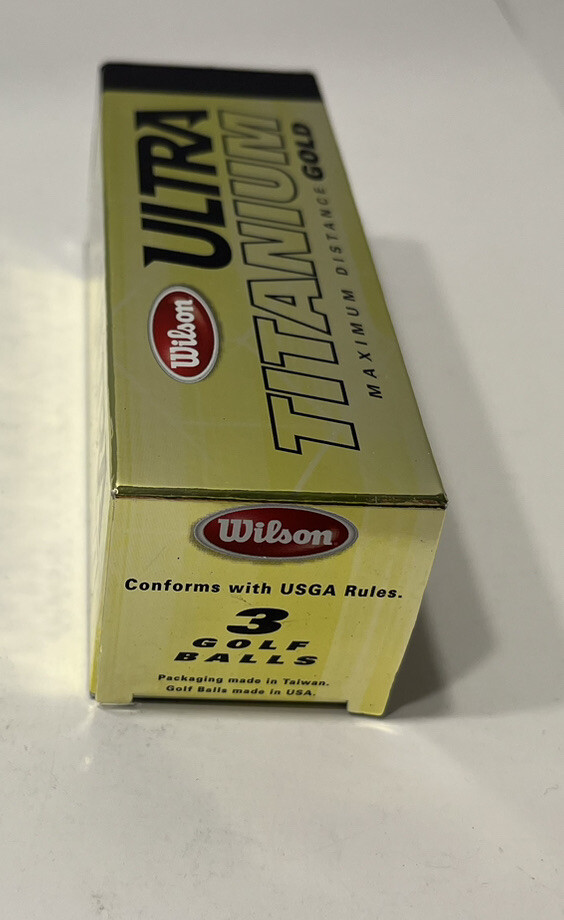 Wilson
ULTRA
TITANIUM
MAXIMUM DISTANCE GOLD
Wilson
Conforms with USGA Rules.
3
GOLF
BALLS
Packaging made in Taiwan.
Golf Balls made in USA.